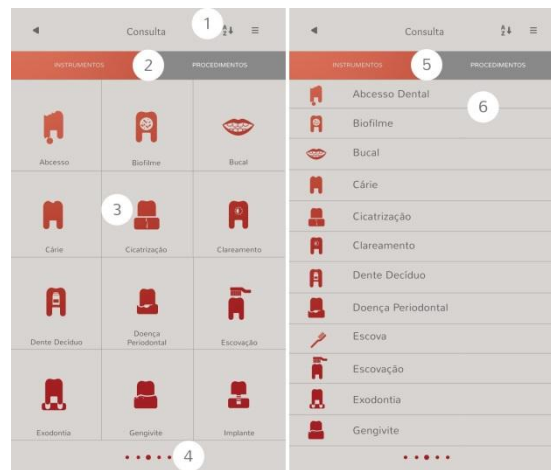 Consulta
1
A
Z
INSTRUMENTOS
2
PROCEDIMENTOS
Abcesso
Biofilme
Bucal
3
Cárie
Cicatrização
Clareamento
Dente Decíduo
Doença
Periodontal
Escovação
Exodontia
Gengivite
Implante
4
Consulta
A
Z
INSTRUMENTOS
5
PROCEDIMENTOS
Abcesso Dental
6
Biofilme
Bucal
Cárie
Cicatrização
Clareamento
Dente Decíduo
Doença Periodontal
Escova
Escovação
Exodontia
Gengivite